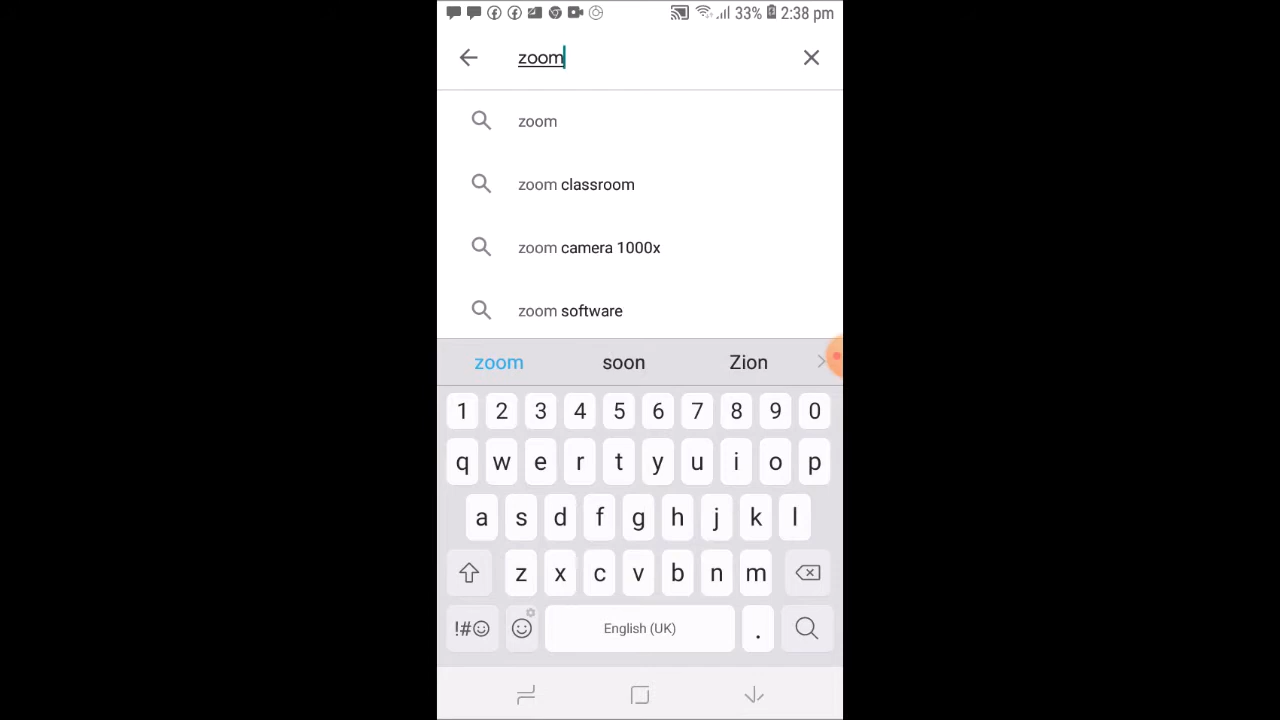 33% 2:38 pm
zoom
zoom
zoom classroom
zoom camera 1000x
zoom software
zoom soon Zion
1 2 3 4 5 6 7 8 9 0
q w e r t y u i o p
a s d f g h j k l
z x c v b n m
!# English (UK) .